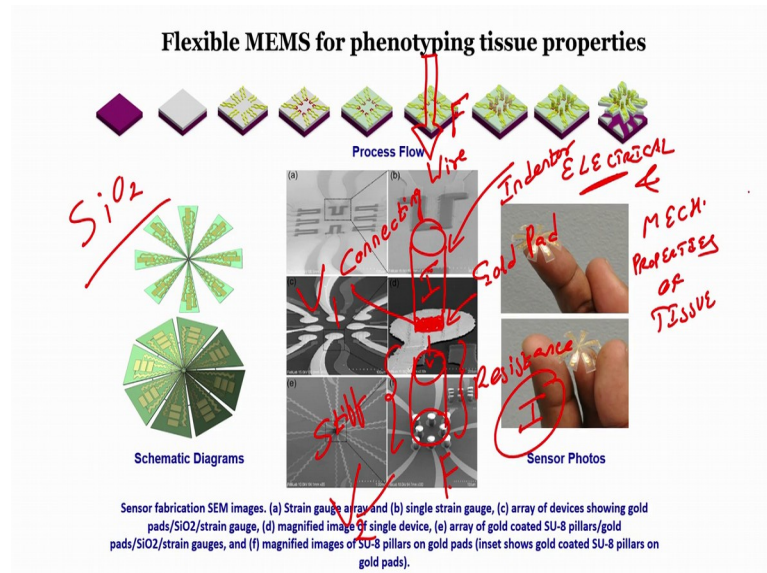 Flexible MEMS for phenotyping tissue properties
Process Flow
F
SiO2
Connecting Wire
Indentor
ELECTRICAL
&
MECH.
PROPERTIES
OF
TISSUE
(a)
(b)
I
Gold Pad
(c)
(d)
Resistance
(e)
Stiff
I
F
2
Schematic Diagrams
Sensor Photos
Sensor fabrication SEM images. (a) Strain gauge array and (b) single strain gauge, (c) array of devices showing gold
pads/SiO2/strain gauge, (d) magnified image of single device, (e) array of gold coated SU-8 pillars/gold
pads/SiO2/strain gauges, and (f) magnified images of SU-8 pillars on gold pads (inset shows gold coated SU-8 pillars on
gold pads).